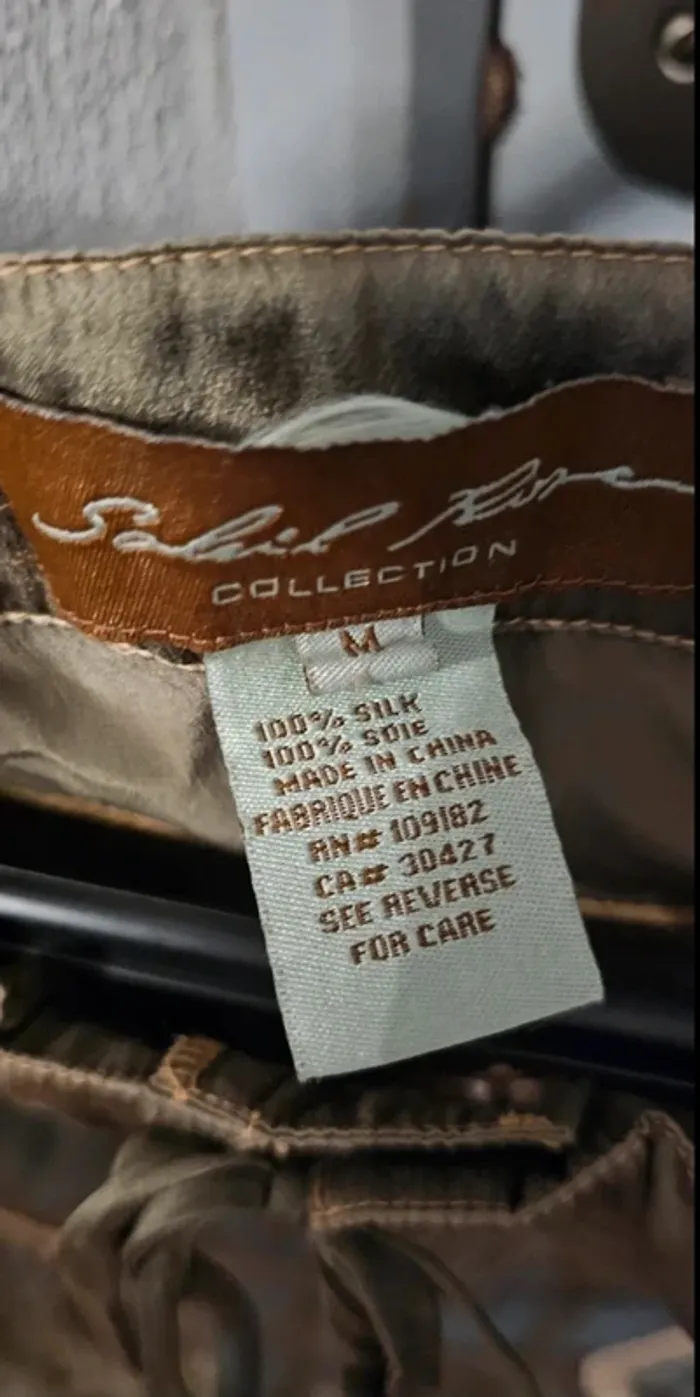 COLLECTION
M
100% SILK
100% SOIE
MADE IN CHINA
FABRIQUE EN CHINE
RN# 109182
CA# 30427
SEE REVERSE
FOR CARE